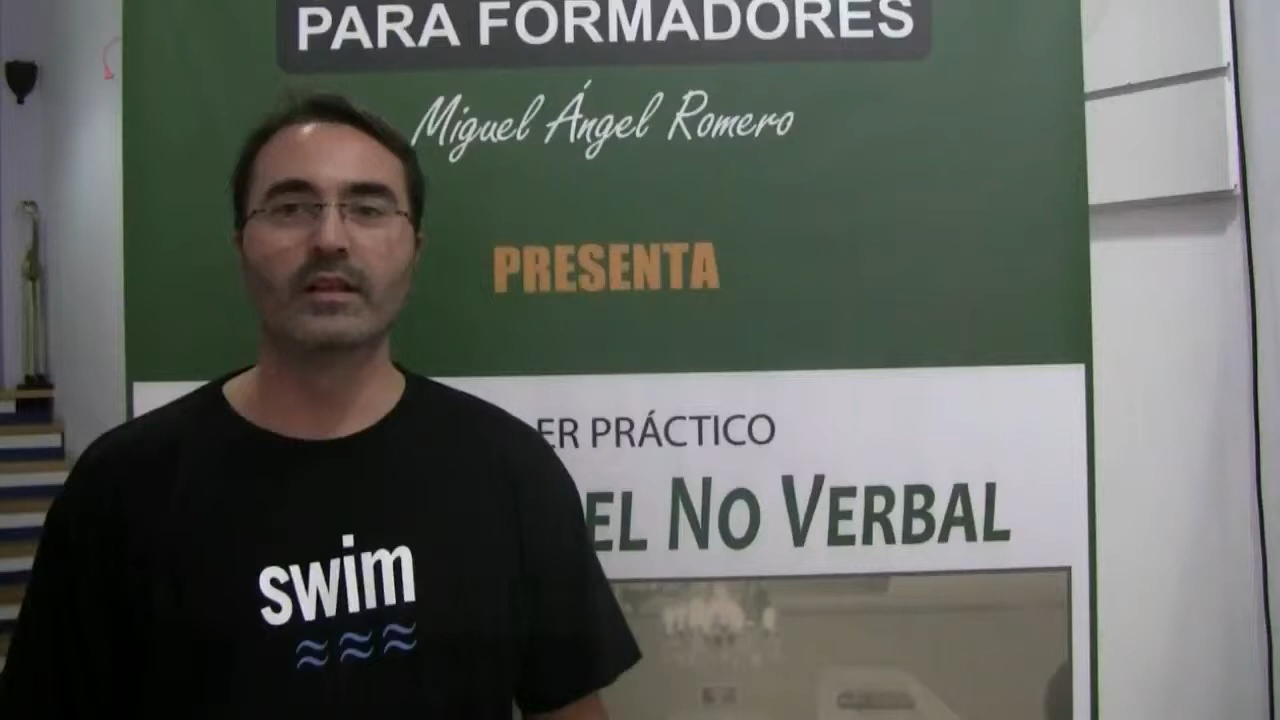 PARA FORMADORES
Miguel Ángel Romero
PRESENTA
ER PRÁCTICO
EL NO VERBAL
swim